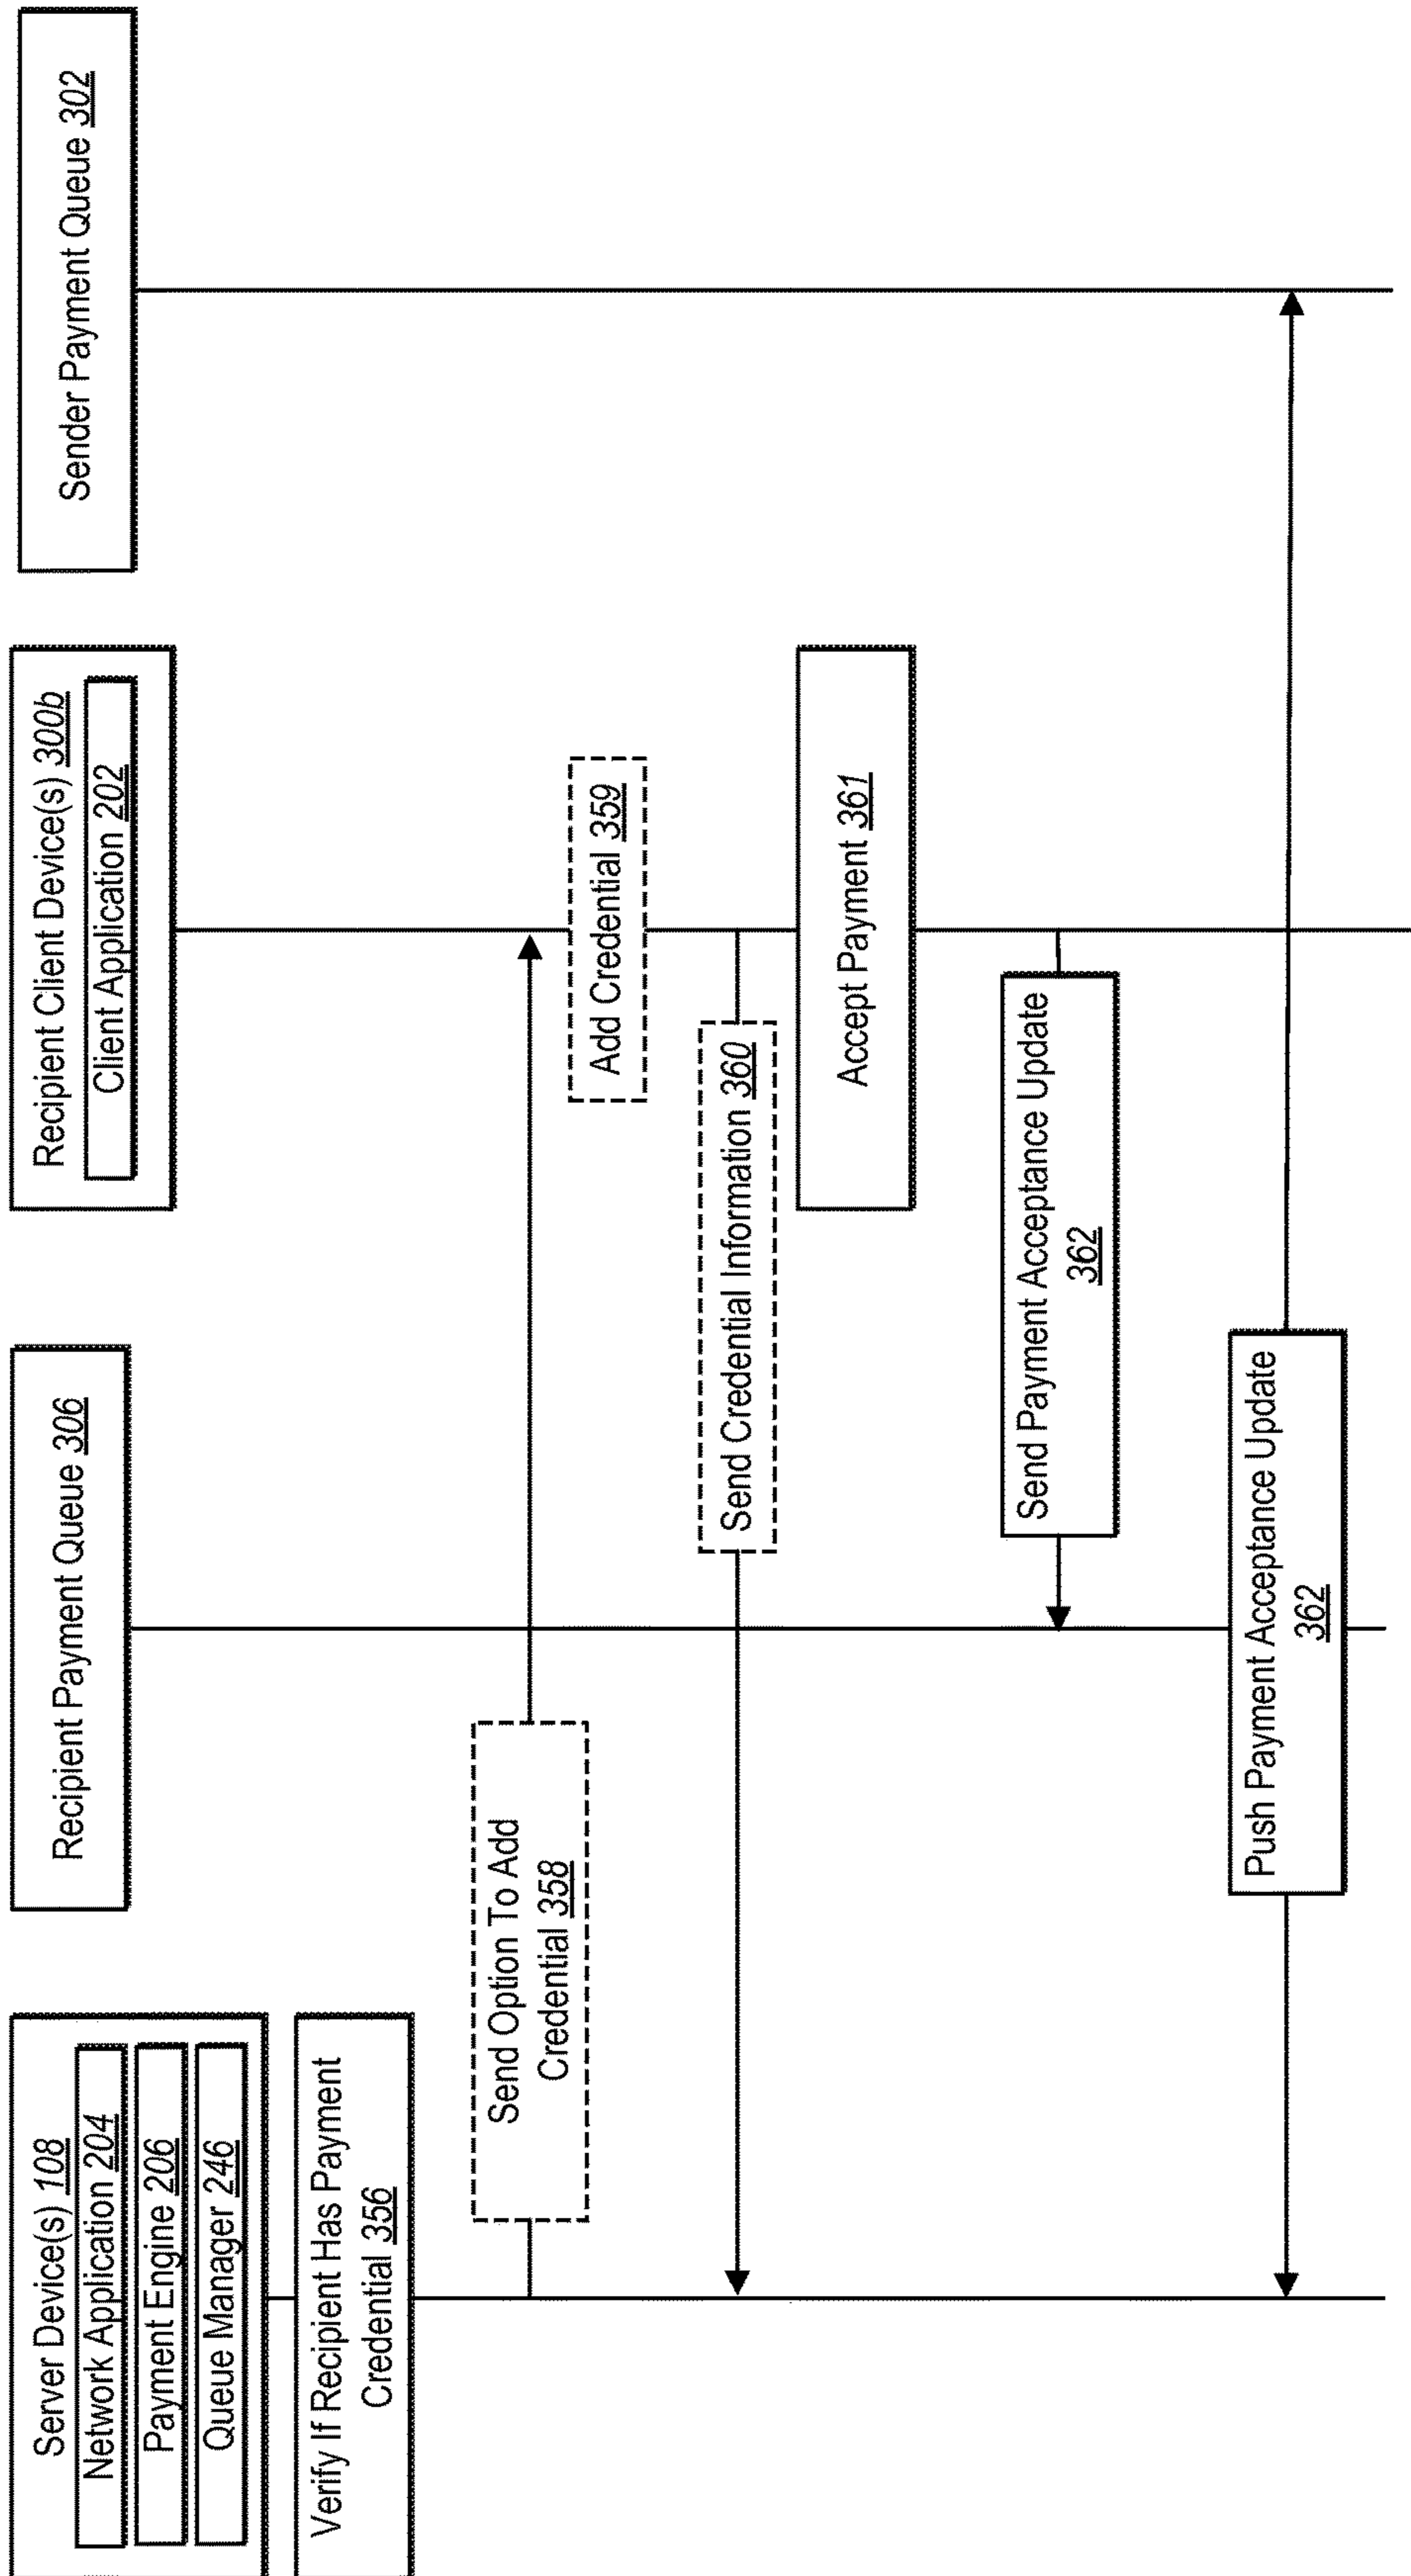 Server Device(s) 108
Network Application 204
Payment Engine 206
Queue Manager 246
Recipient Payment Queue 306
Recipient Client Device(s) 300b
Client Application 202
Sender Payment Queue 302
Verify If Recipient Has Payment
Credential 356
Send Option To Add
Credential 358
Add Credential 359
Send Credential Information 360
Accept Payment 361
Send Payment Acceptance Update
362
Push Payment Acceptance Update
362